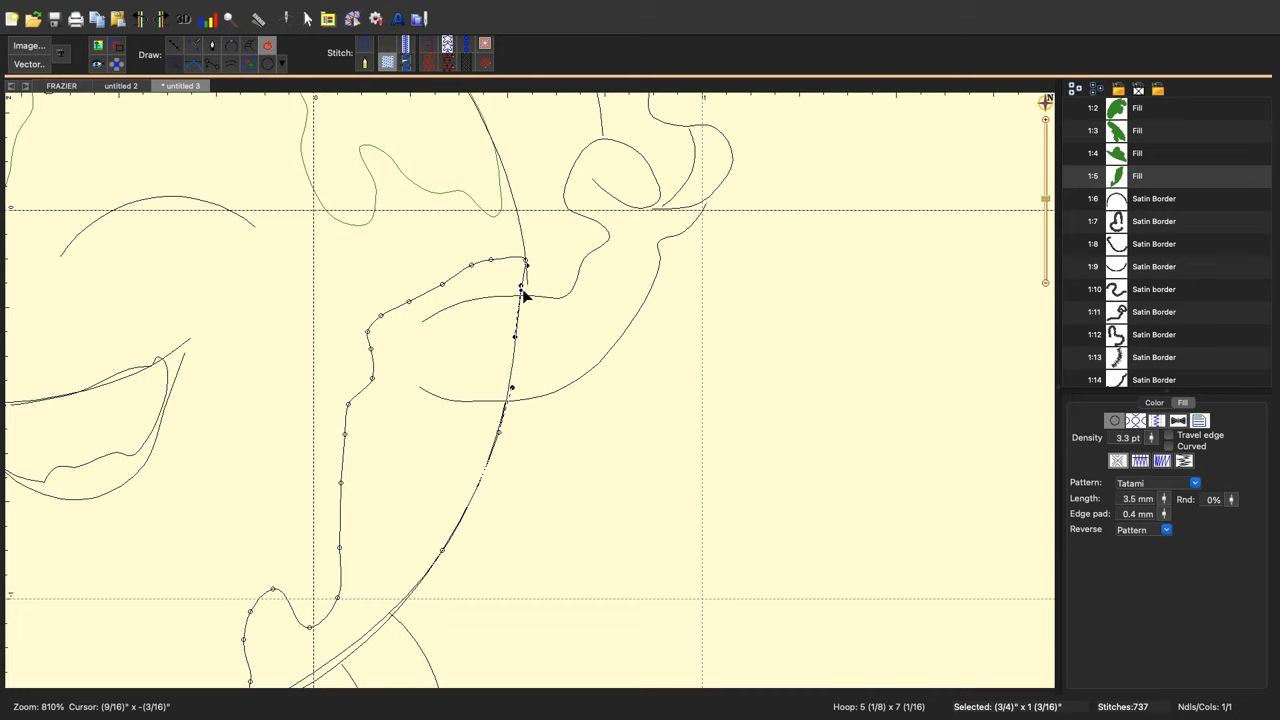 3D
Image...
Vector..
Draw:
Stitch:
FRAZIER
untitled 2
* untitled 3
N
1:2 Fill
1:3 Fill
1:4 Fill
1:5 Fill
1:6 Satin Border
1:7 Satin Border
1:8 Satin Border
1:9 Satin Border
1:10 Satin border
1:11 Satin Border
1:12 Satin Border
1:13 Satin Border
1:14 Satin Border
Color Fill
Density 3.3 pt Travel edge
Curved
Pattern: Tatami
Length: 3.5 mm Rnd: 0%
Edge pad: 0.4 mm
Reverse Pattern
Zoom: 810% Cursor: (9/16)" x -(3/16)" Hoop: 5 (1/8) x 7 (1/16) Selected: (3/4)" x 1 (3/16)" Stitches:737 Ndls/Cols: 1/1